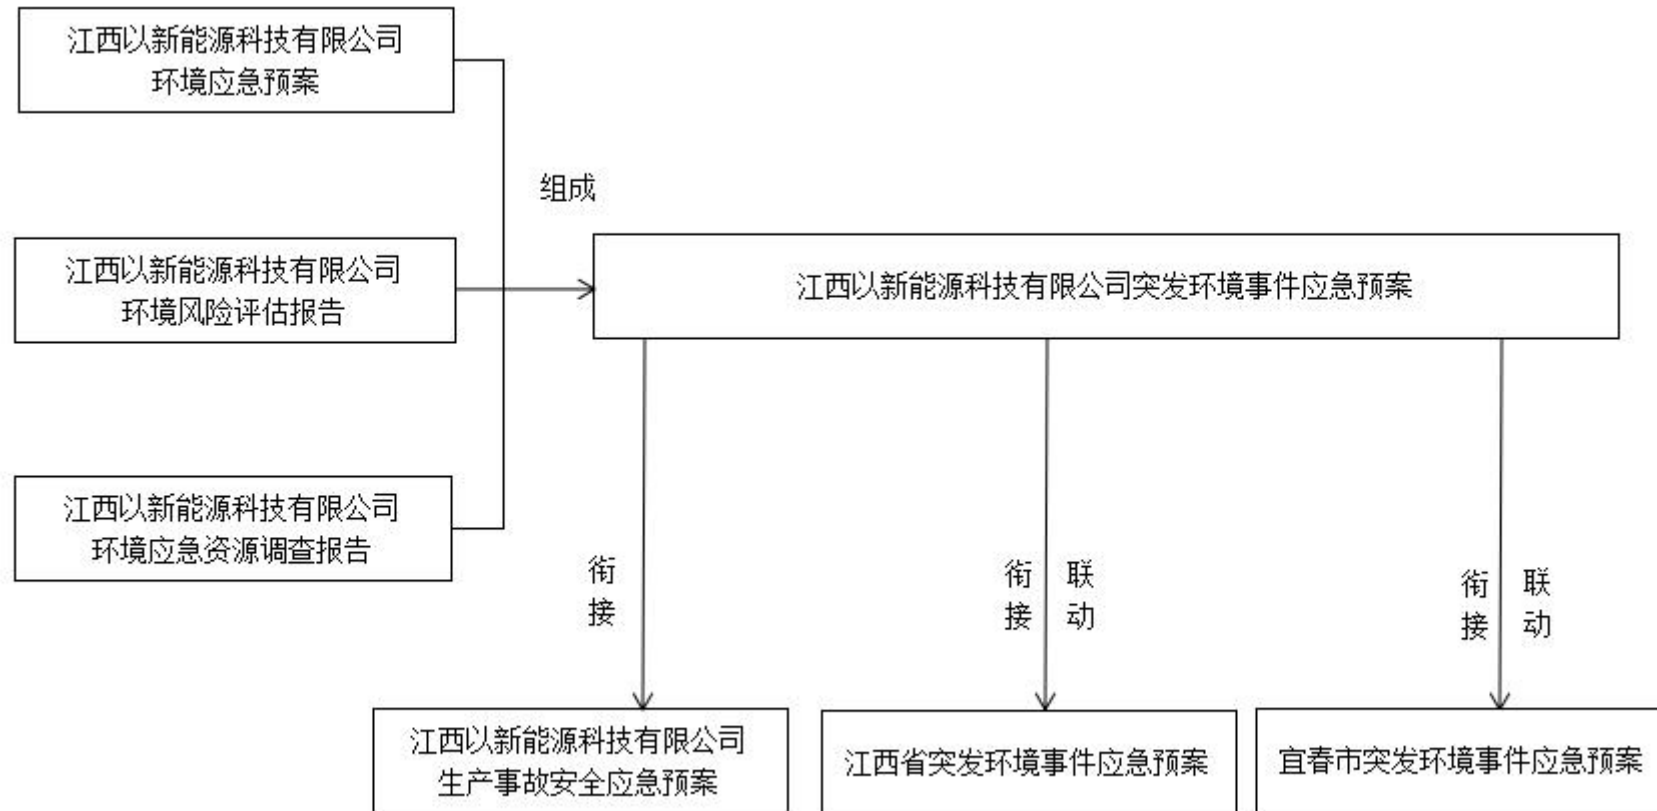 江西以新能源科技有限公司
环境应急预案
组成
江西以新能源科技有限公司
环境风险评估报告
江西以新能源科技有限公司突发环境事件应急预案
江西以新能源科技有限公司
环境应急资源调查报告
衔接
衔接
联动
衔接
联动
江西以新能源科技有限公司
生产事故安全应急预案
江西省突发环境事件应急预案
宜春市突发环境事件应急预案